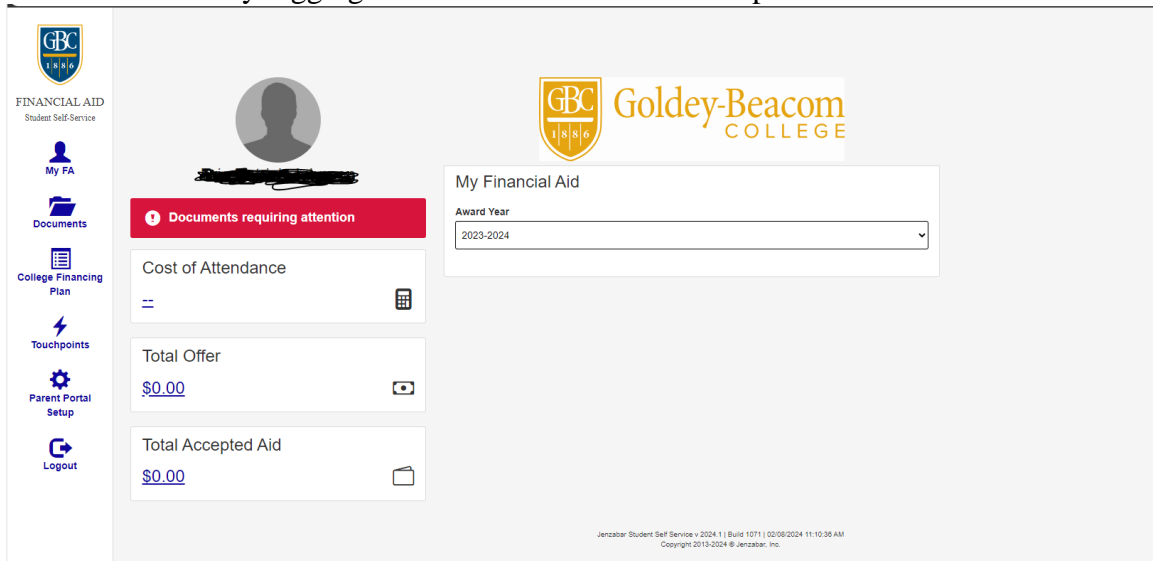 GBC
1886
FINANCIAL AID
Student Self-Service
My FA
Documents
College Financing
Plan
Touchpoints
Parent Portal
Setup
Logout
Documents requiring attention
Cost of Attendance
--
Total Offer
$0.00
Total Accepted Aid
$0.00
GBC
1886
Goldey-Beacom
COLLEGE
My Financial Aid
Award Year
2023-2024
Jenzabar Student Self Service v 2024.1 | Build 1071 | 02/08/2024 11:10:36 AM
Copyright 2013-2024 © Jenzabar, Inc.